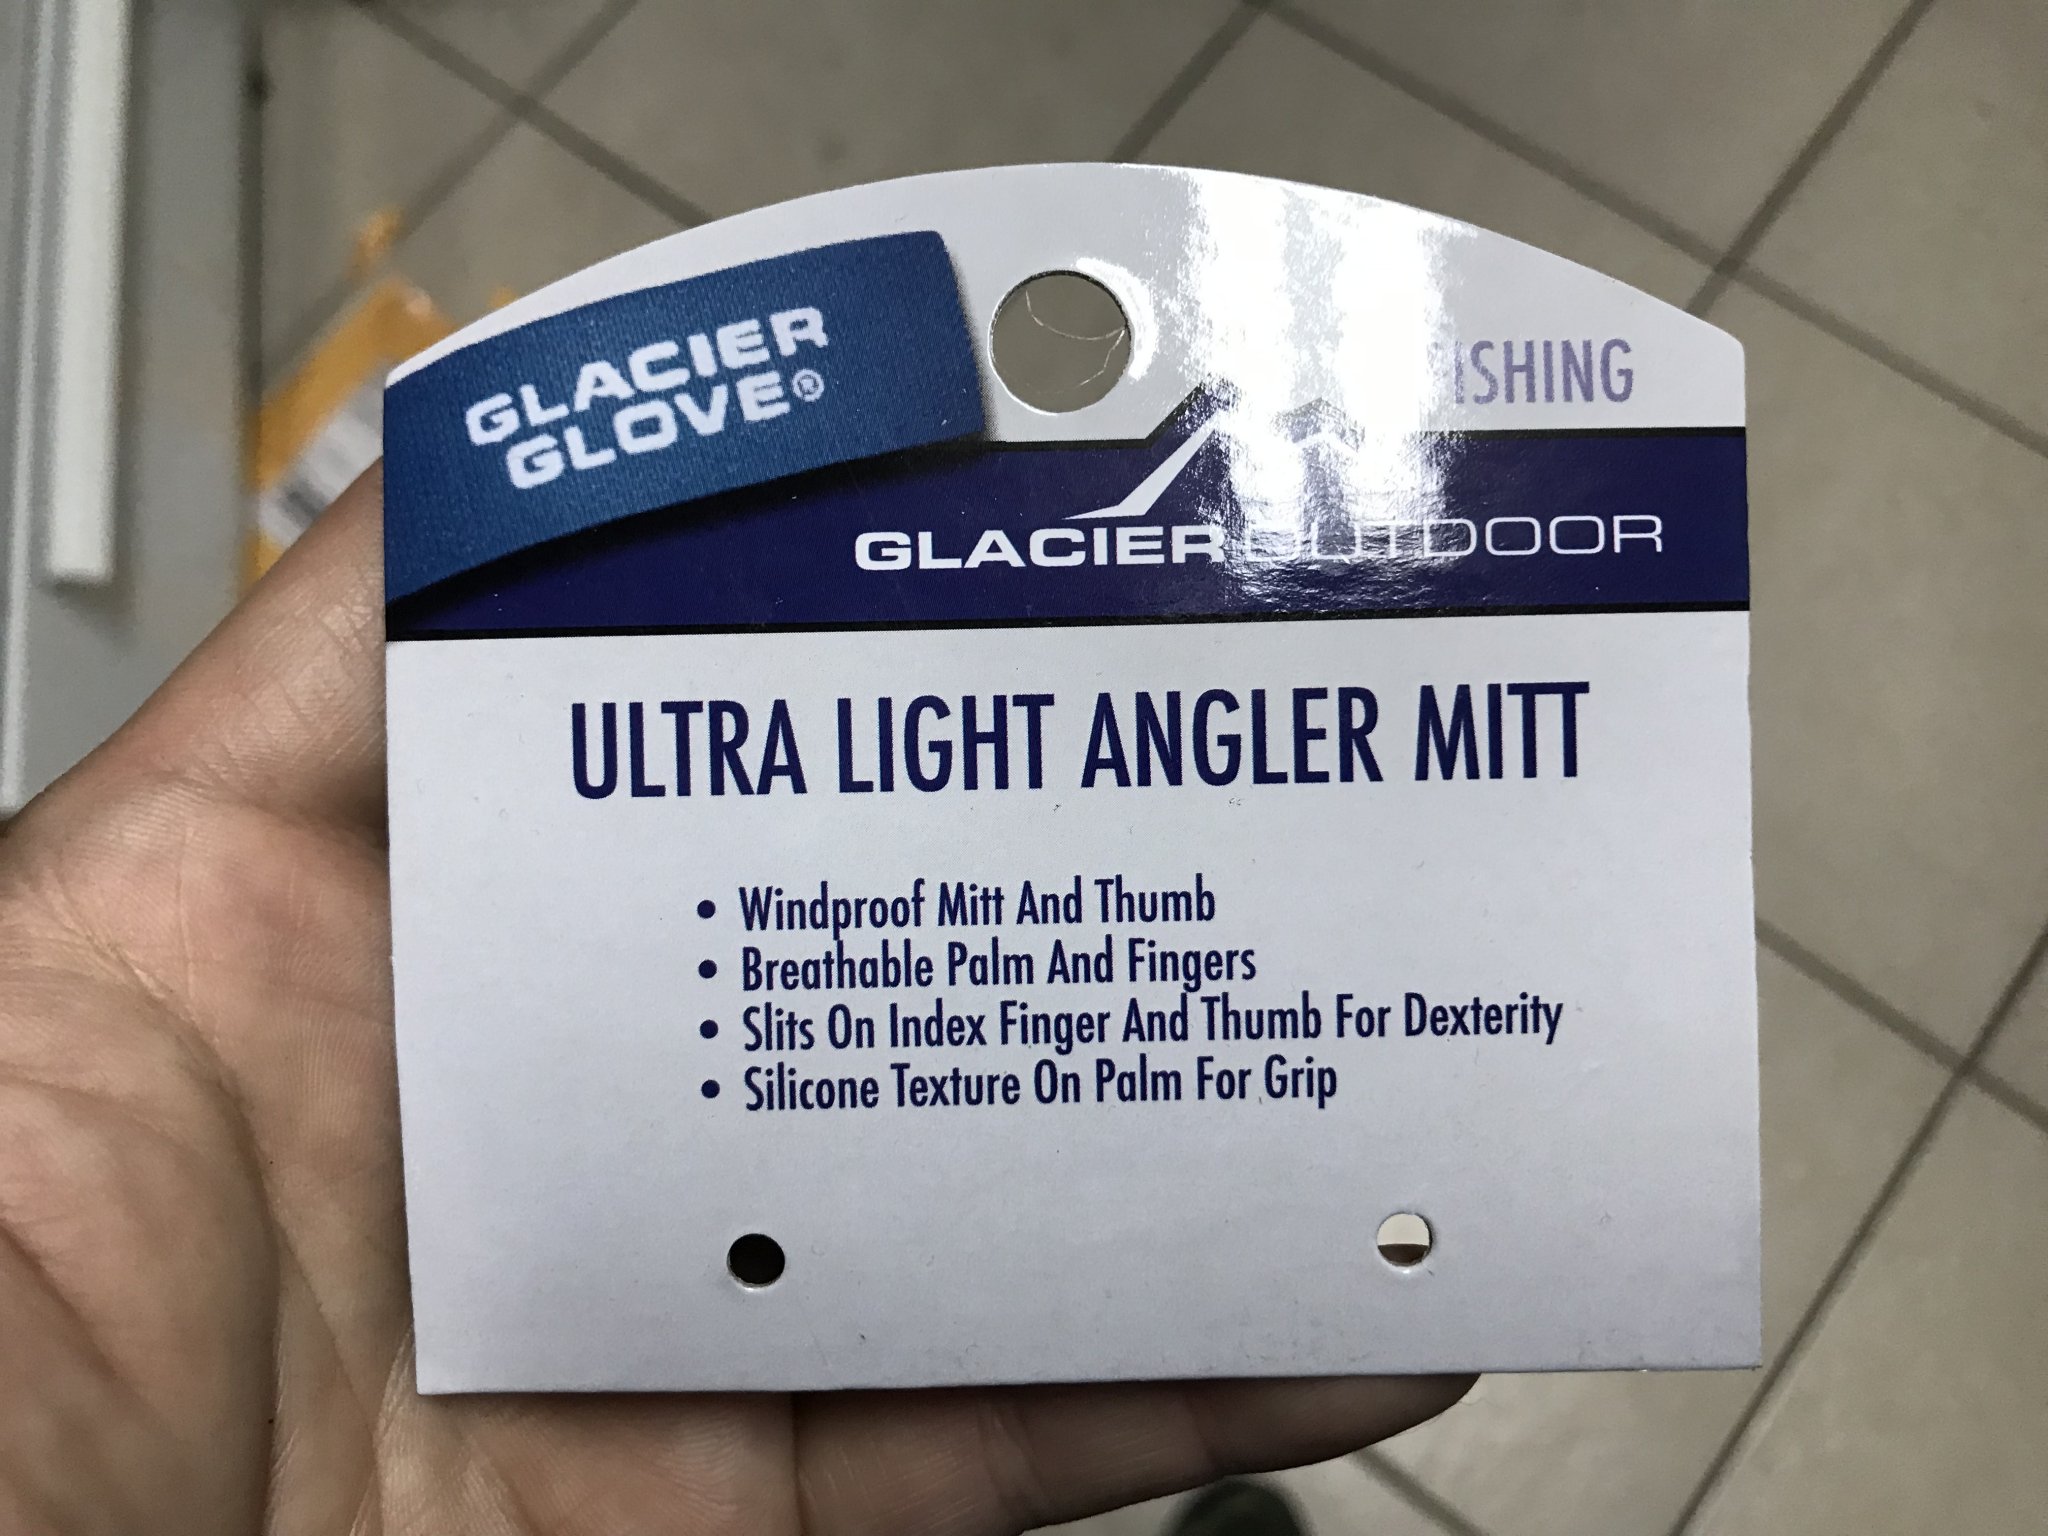 GLACIER
GLOVE®
ISHING
GLACIER OUTDOOR
ULTRA LIGHT ANGLER MITT
• Windproof Mitt And Thumb
• Breathable Palm And Fingers
• Slits On Index Finger And Thumb For Dexterity
• Silicone Texture On Palm For Grip